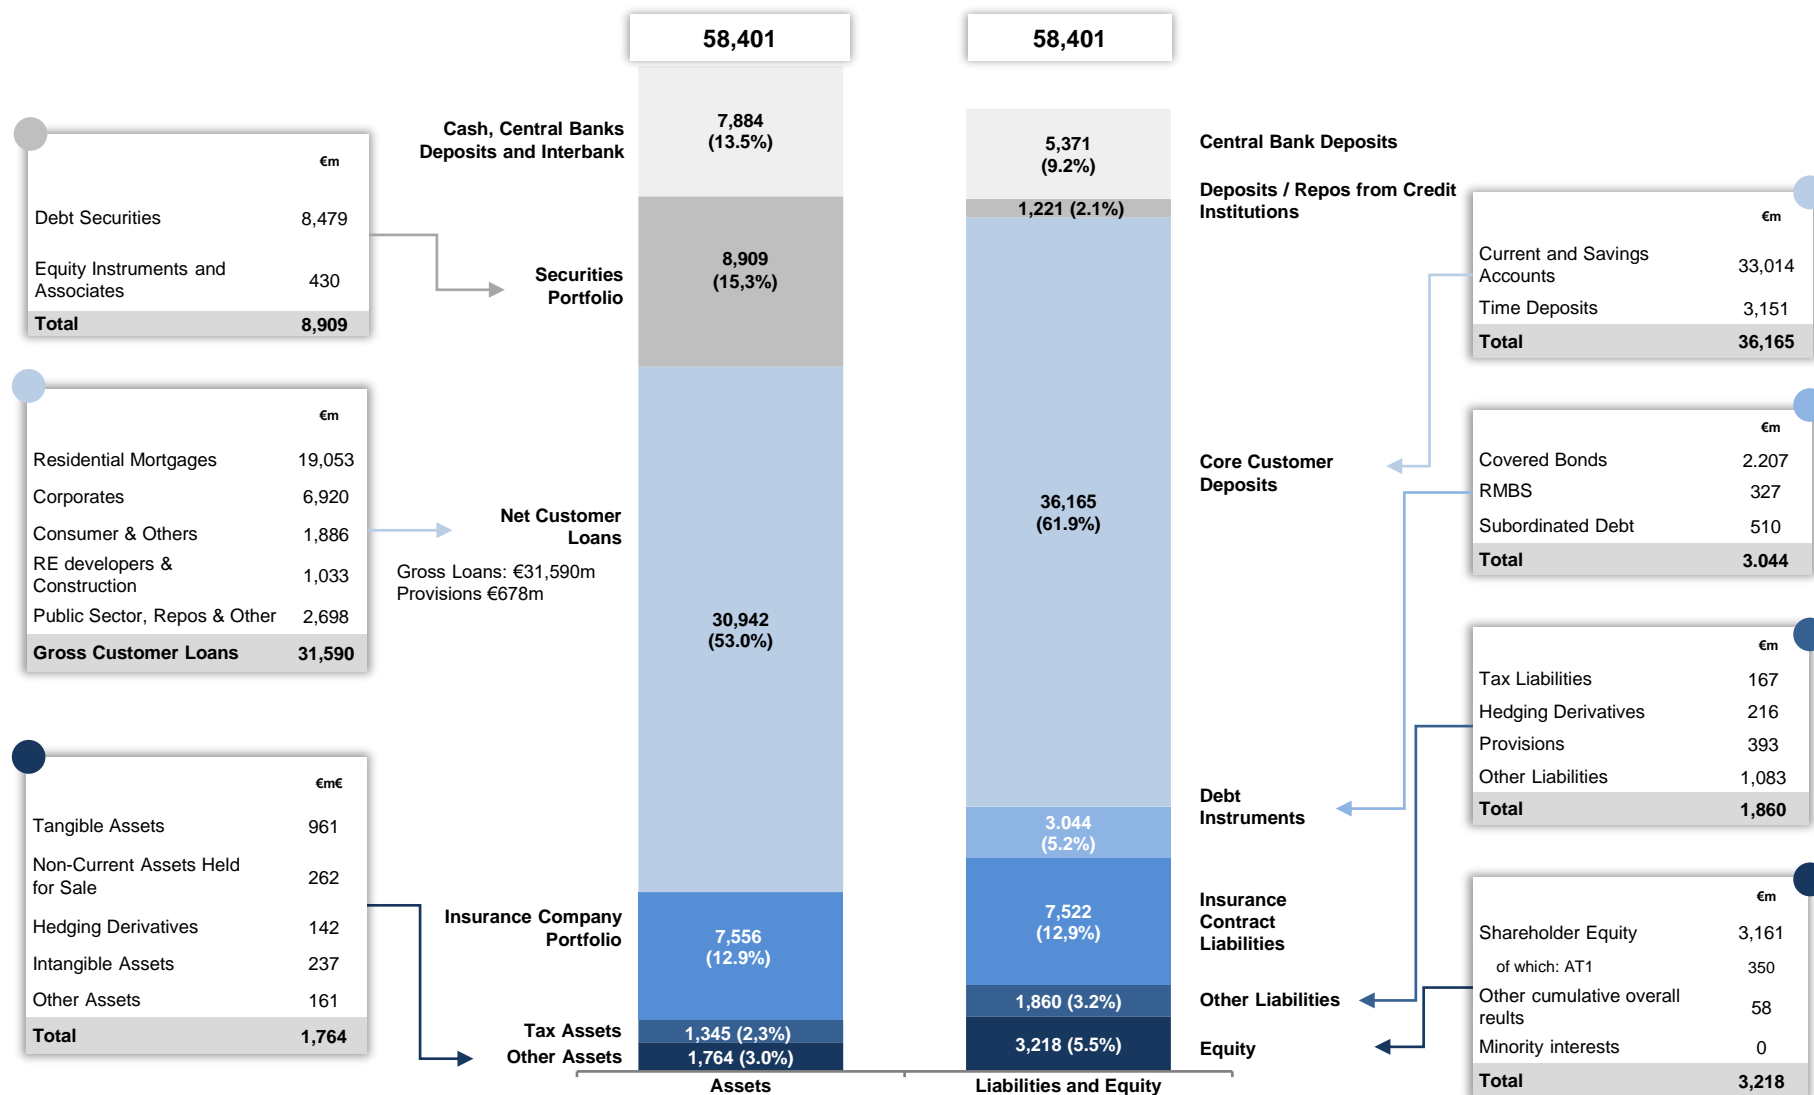 58,401
58,401
Cash, Central Banks
Deposits and Interbank
7,884
(13.5%)
5,371
(9.2%)
Central Bank Deposits
Deposits / Repos from Credit
Institutions
1,221 (2.1%)
€m
Debt Securities 8,479
Equity Instruments and
Associates 430
Total 8,909
Securities
Portfolio
8,909
(15,3%)
€m
Current and Savings
Accounts 33,014
Time Deposits 3,151
Total 36,165
€m
Residential Mortgages 19,053
Corporates 6,920
Consumer & Others 1,886
RE developers &
Construction 1,033
Public Sector, Repos & Other 2,698
Gross Customer Loans 31,590
Net Customer
Loans
Gross Loans: €31,590m
Provisions €678m
30,942
(53.0%)
36,165
(61.9%)
Core Customer
Deposits
€m
Covered Bonds 2.207
RMBS 327
Subordinated Debt 510
Total 3.044
€m
Tax Liabilities 167
Hedging Derivatives 216
Provisions 393
Other Liabilities 1,083
Total 1,860
€m€
Tangible Assets 961
Non-Current Assets Held
for Sale 262
Hedging Derivatives 142
Intangible Assets 237
Other Assets 161
Total 1,764
3.044
(5.2%)
Debt
Instruments
Insurance Company
Portfolio
7,556
(12.9%)
7,522
(12,9%)
Insurance
Contract
Liabilities
€m
Shareholder Equity 3,161
of which: AT1 350
Other cumulative overall
reults 58
Minority interests 0
Total 3,218
1,860 (3.2%)
Other Liabilities
Tax Assets
1,345 (2,3%)
Other Assets
1,764 (3.0%)
3,218 (5.5%)
Equity
Assets
Liabilities and Equity